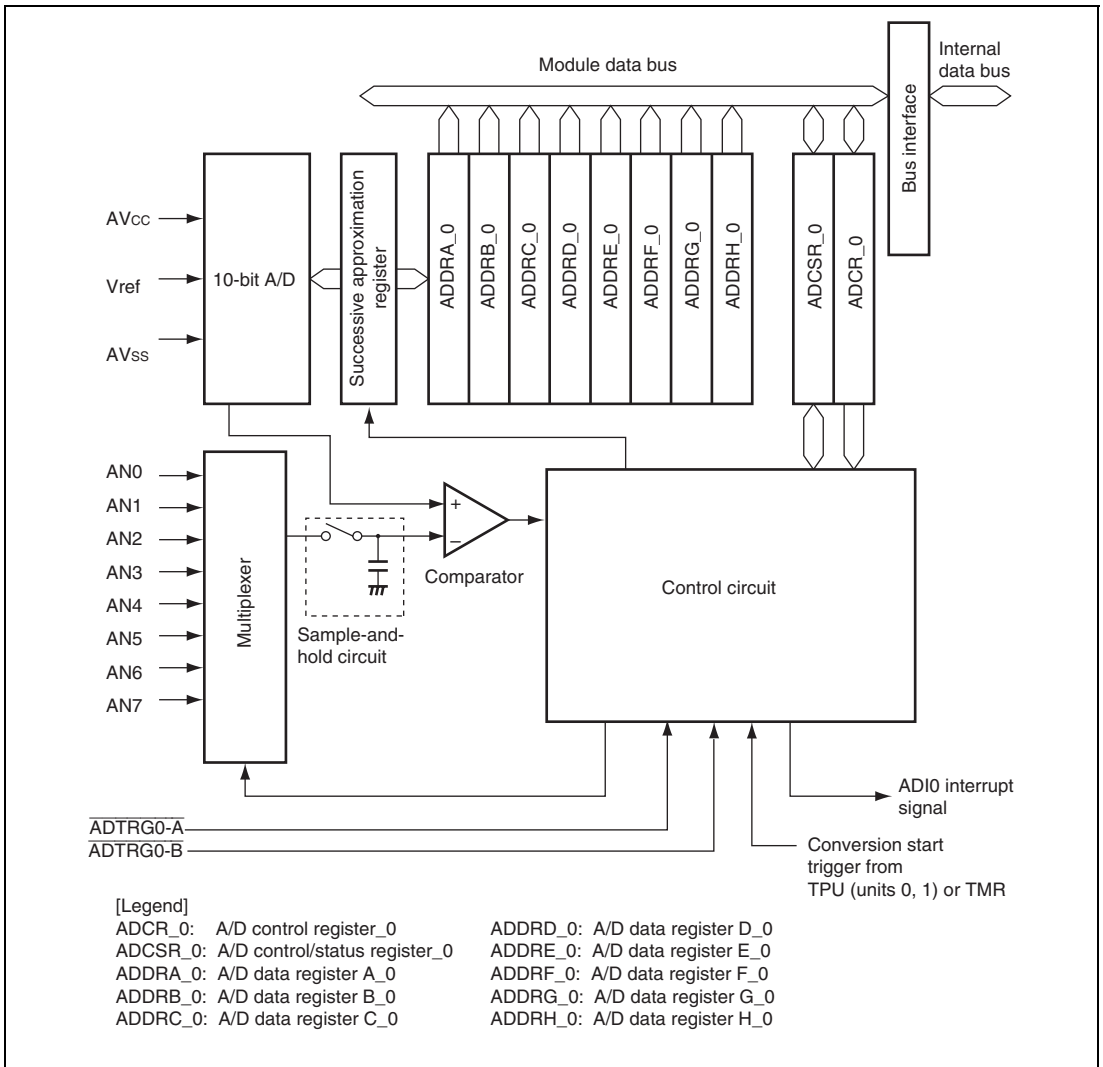 Module data bus
Internal
data bus
Bus interface
AVCC
Vref
AVSS
10-bit A/D
Successive approximation
register
ADDRA_0
ADDRB_0
ADDRC_0
ADDRD_0
ADDRE_0
ADDRF_0
ADDRG_0
ADDRH_0
ADCSR_0
ADCR_0
AN0
AN1
AN2
AN3
AN4
AN5
AN6
AN7
Multiplexer
+
–
Comparator
Sample-and-
hold circuit
Control circuit
ADI0 interrupt
signal
ADTRG0-A
ADTRG0-B
Conversion start
trigger from
TPU (units 0, 1) or TMR
[Legend]
ADCR_0: A/D control register_0
ADCSR_0: A/D control/status register_0
ADDRA_0: A/D data register A_0
ADDRB_0: A/D data register B_0
ADDRC_0: A/D data register C_0
ADDRD_0: A/D data register D_0
ADDRE_0: A/D data register E_0
ADDRF_0: A/D data register F_0
ADDRG_0: A/D data register G_0
ADDRH_0: A/D data register H_0